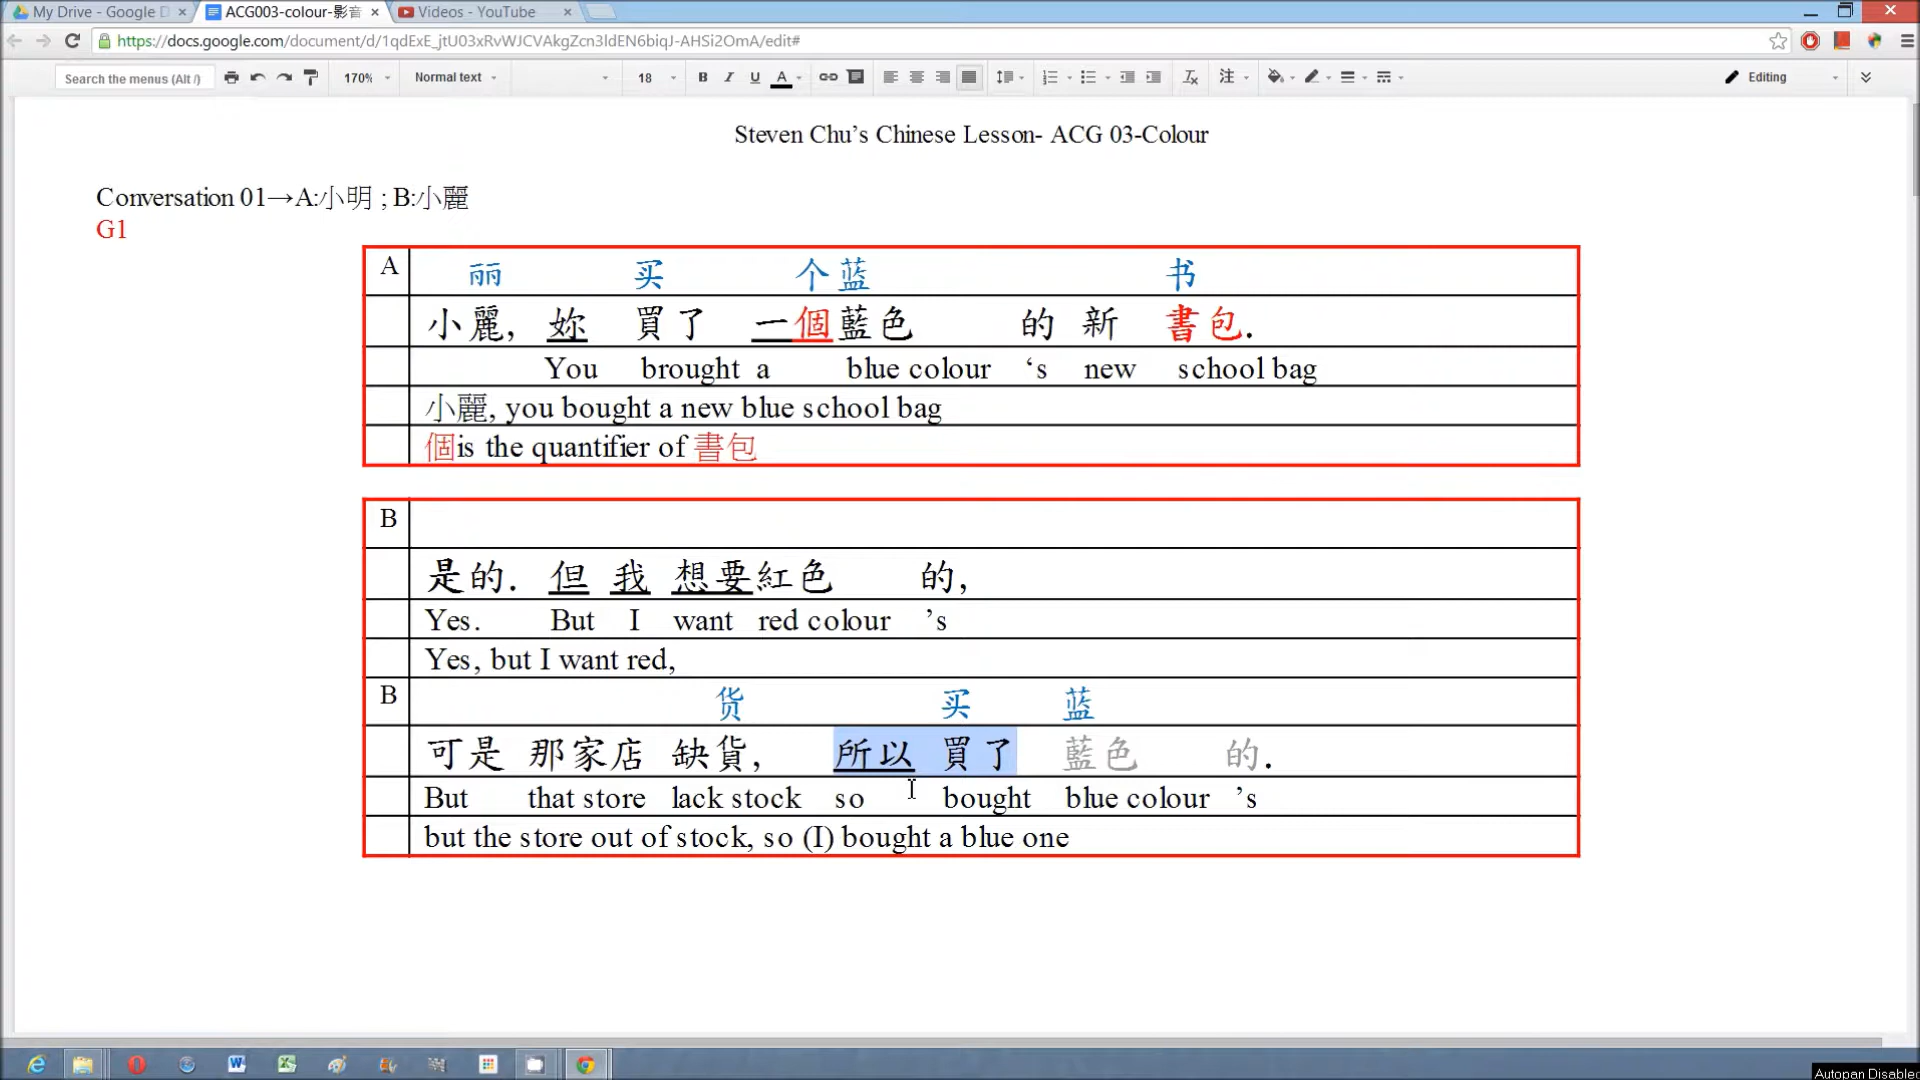 My Drive - Google D
ACG003-colour-影音
Videos - YouTube
https://docs.google.com/document/d/1qdExE_jtU03xRvWJCVAkgZcn3ldEN6biqJ-AHSi2OmA/edit#
Search the menus (Alt /)
170%
Normal text
18
B I U A
注
Editing
Steven Chu’s Chinese Lesson- ACG 03-Colour
Conversation 01→A:小明 ; B:小麗
G1
A 丽 买 个蓝 书
小麗, 妳 買了 一個藍色 的 新 書包.
You brought a blue colour ‘s new school bag
小麗, you bought a new blue school bag
個is the quantifier of 書包
B
是的. 但 我 想要紅色 的,
Yes. But I want red colour ’s
Yes, but I want red,
B 货 买 蓝
可是 那家店 缺貨, 所以 買了 藍色 的.
But that store lack stock so bought blue colour ’s
but the store out of stock, so (I) bought a blue one
Autopan Disabled